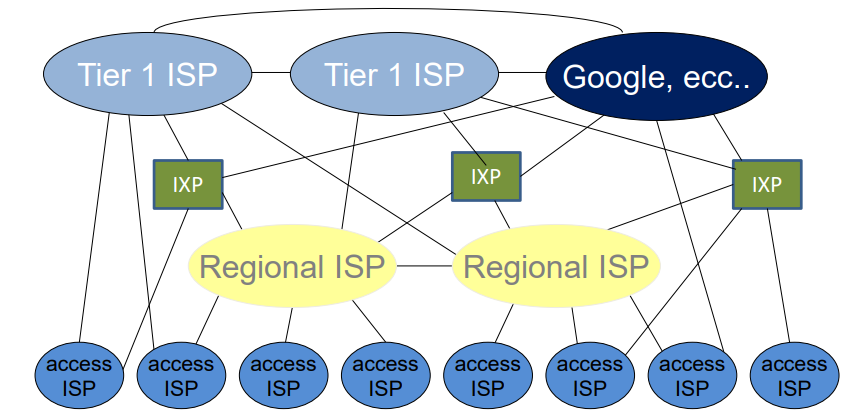 Tier 1 ISP
Tier 1 ISP
Google, ecc..
IXP
IXP
IXP
Regional ISP
Regional ISP
access
ISP
access
ISP
access
ISP
access
ISP
access
ISP
access
ISP
access
ISP
access
ISP